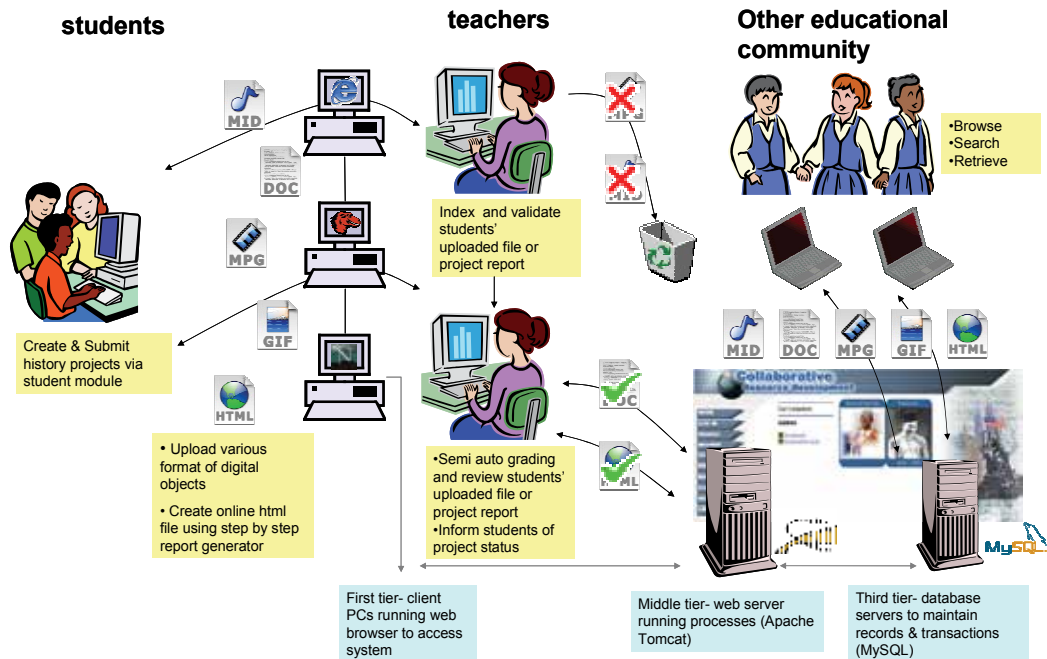 students
teachers
Other educational
community
MID
DOC
MPG
GIF
HTML
MID
•Browse
•Search
•Retrieve
Index and validate
students'
uploaded file or
project report
Create & Submit
history projects via
student module
• Upload various
format of digital
objects
• Create online html
file using step by step
report generator
DOC
HTML
•Semi auto grading
and review students'
uploaded file or
project report
•Inform students of
project status
MID
DOC
MPG
GIF
HTML
Collaborative
Resource Development
MySQL
First tier- client
PCs running web
browser to access
system
Middle tier- web server
running processes (Apache
Tomcat)
Third tier- database
servers to maintain
records & transactions
(MySQL)